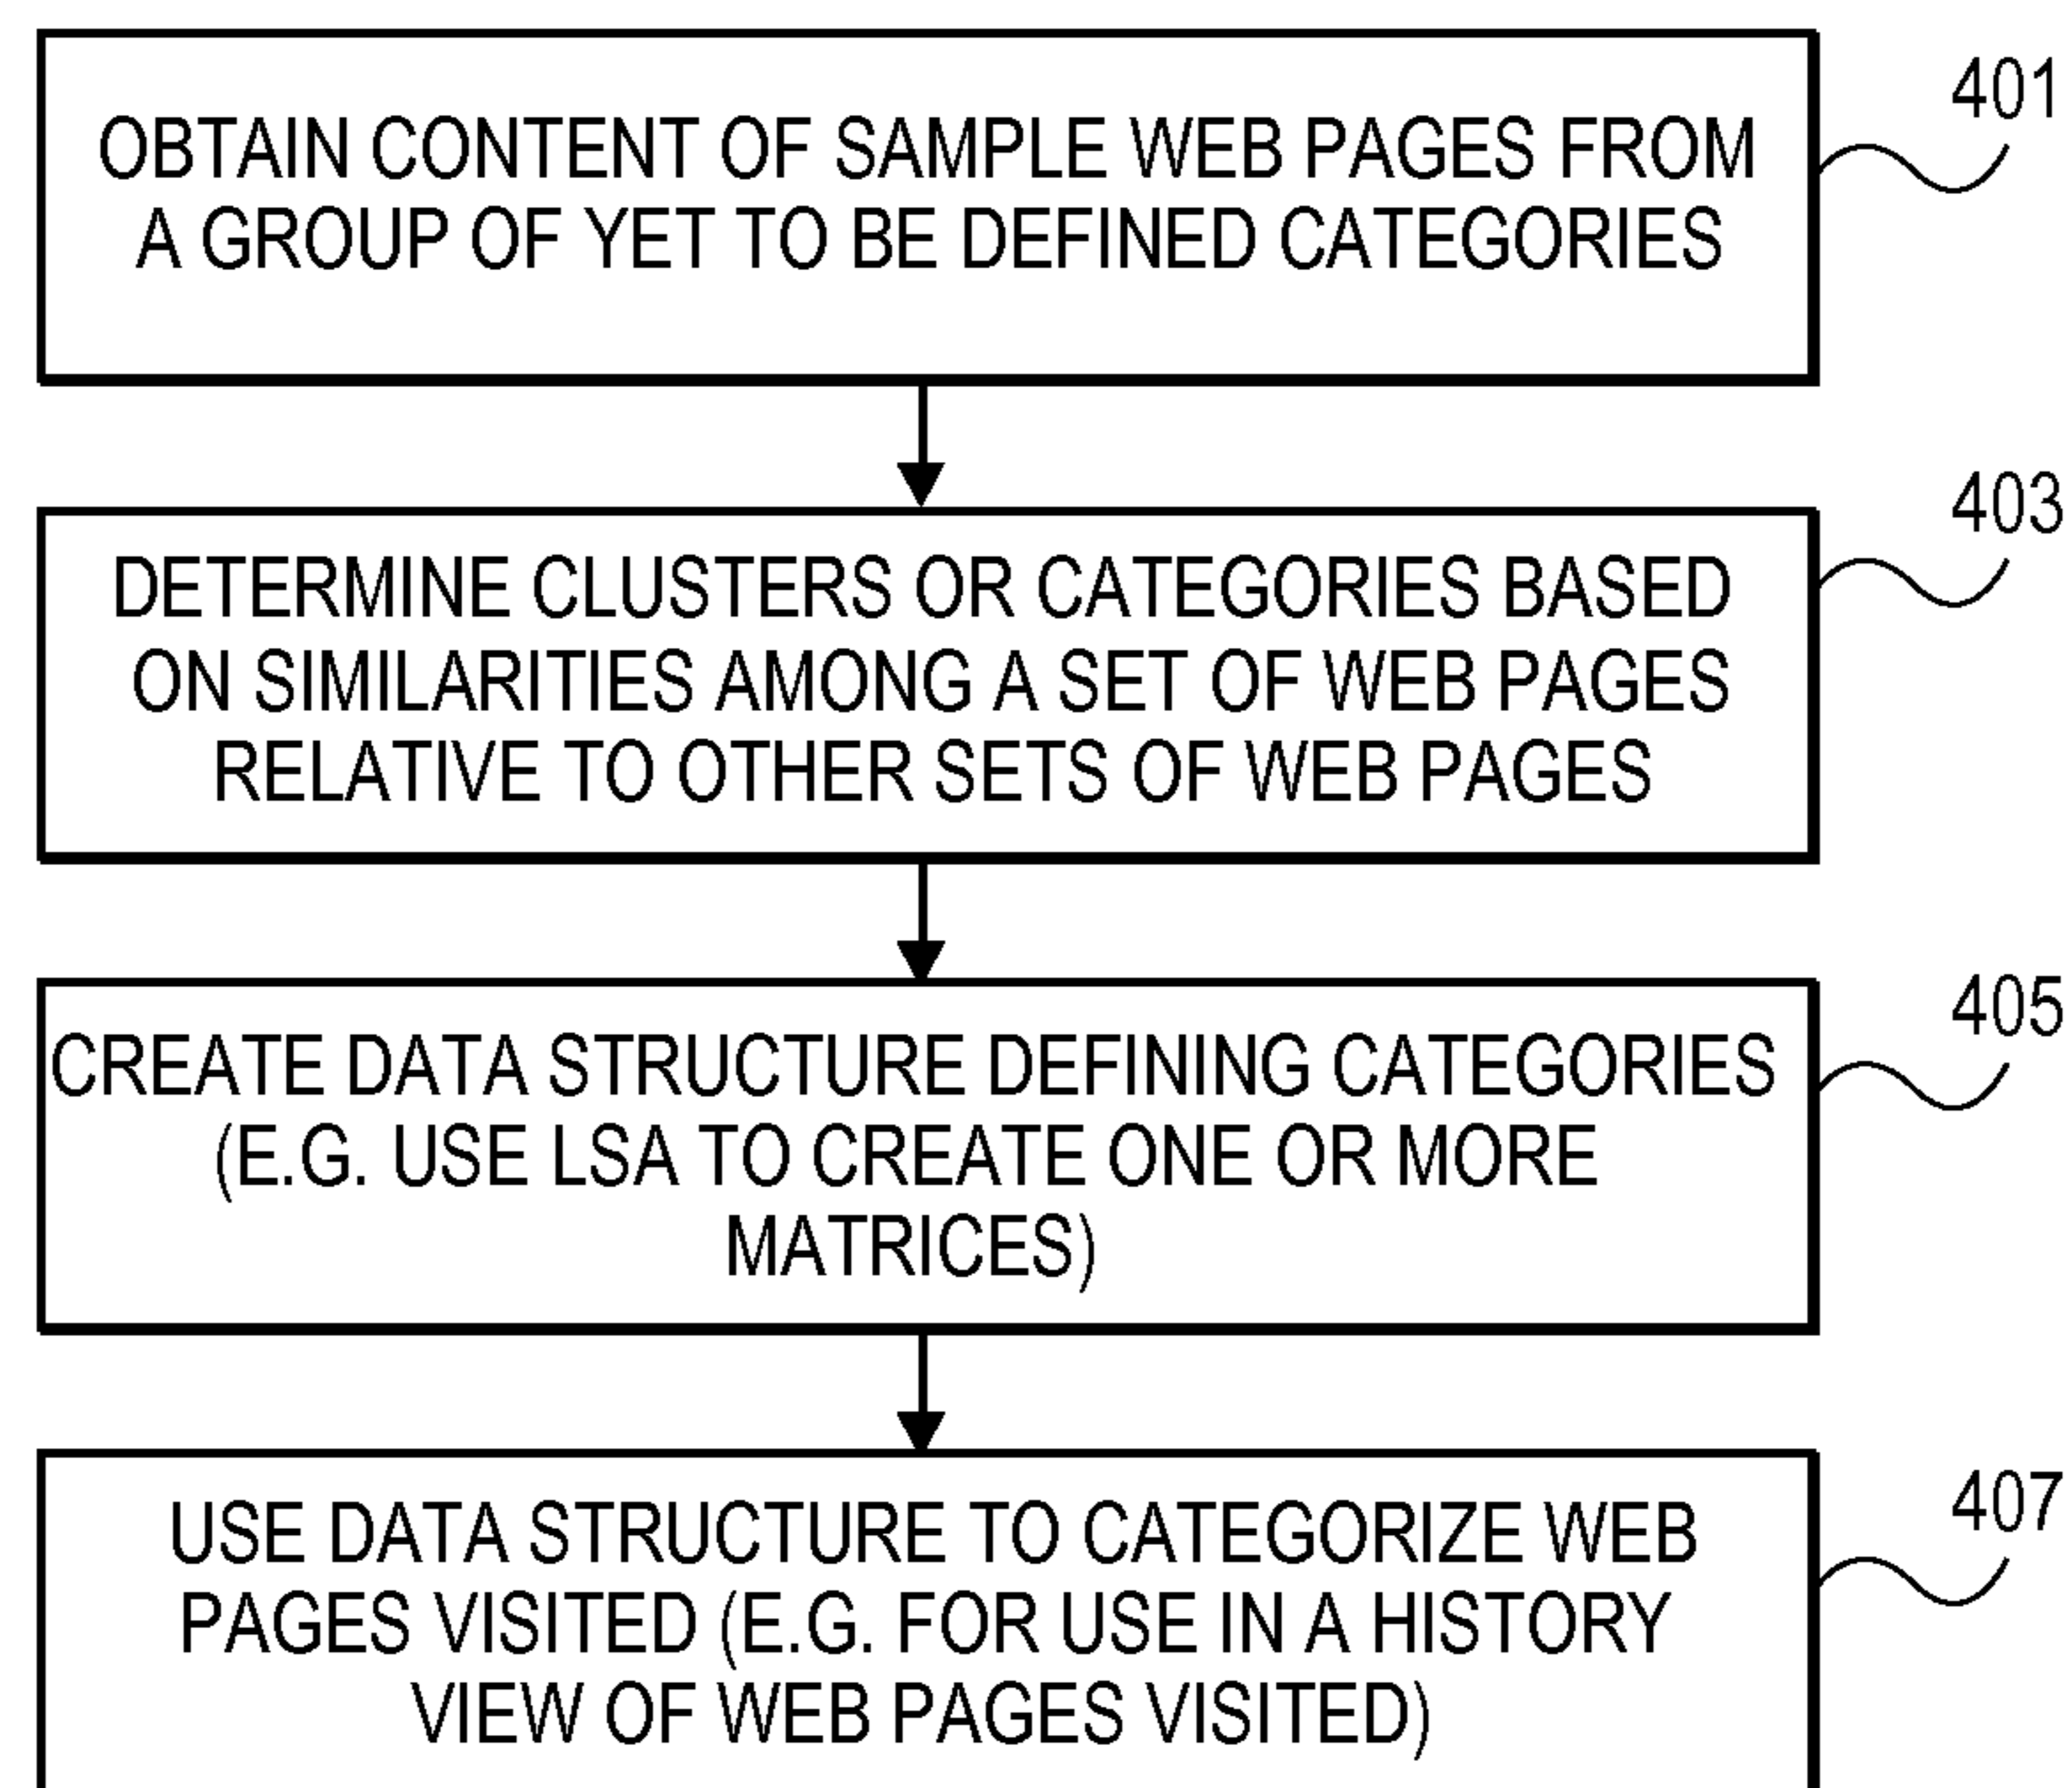 OBTAIN CONTENT OF SAMPLE WEB PAGES FROM
A GROUP OF YET TO BE DEFINED CATEGORIES
401
DETERMINE CLUSTERS OR CATEGORIES BASED
ON SIMILARITIES AMONG A SET OF WEB PAGES
RELATIVE TO OTHER SETS OF WEB PAGES
403
CREATE DATA STRUCTURE DEFINING CATEGORIES
(E.G. USE LSA TO CREATE ONE OR MORE
MATRICES)
405
USE DATA STRUCTURE TO CATEGORIZE WEB
PAGES VISITED (E.G. FOR USE IN A HISTORY
VIEW OF WEB PAGES VISITED)
407